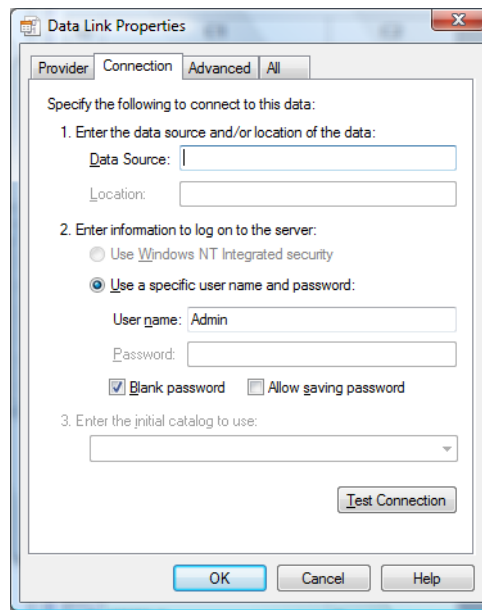 Data Link Properties
Provider Connection Advanced All
Specify the following to connect to this data:
1. Enter the data source and/or location of the data:
Data Source:
Location:
2. Enter information to log on to the server:
Use Windows NT Integrated security
Use a specific user name and password:
User name: Admin
Password:
Blank password Allow saving password
3. Enter the initial catalog to use:
Test Connection
OK Cancel Help